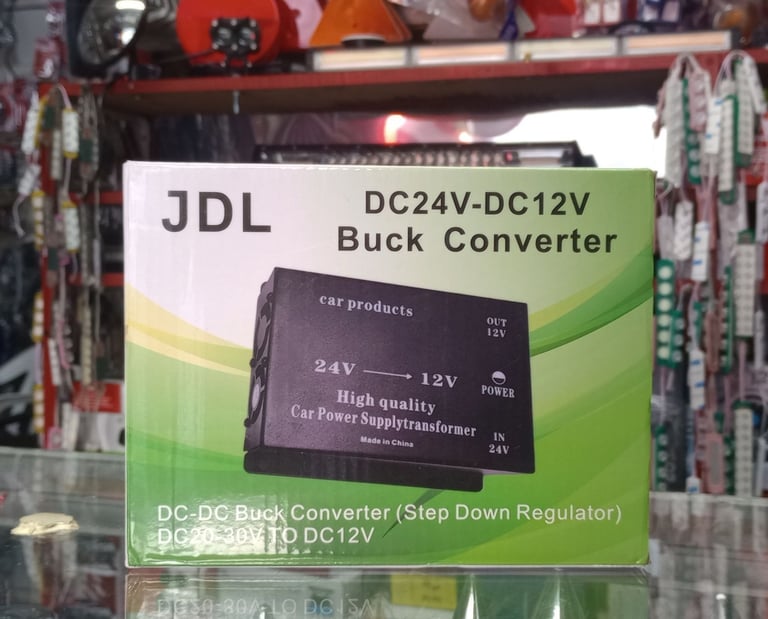 JDL
DC24V-DC12V
Buck Converter
car products
OUT
12V
24V → 12V
POWER
High quality
Car Power Supplytransformer
Made in China
IN
24V
DC-DC Buck Converter (Step Down Regulator)
DC20-30V TO DC12V